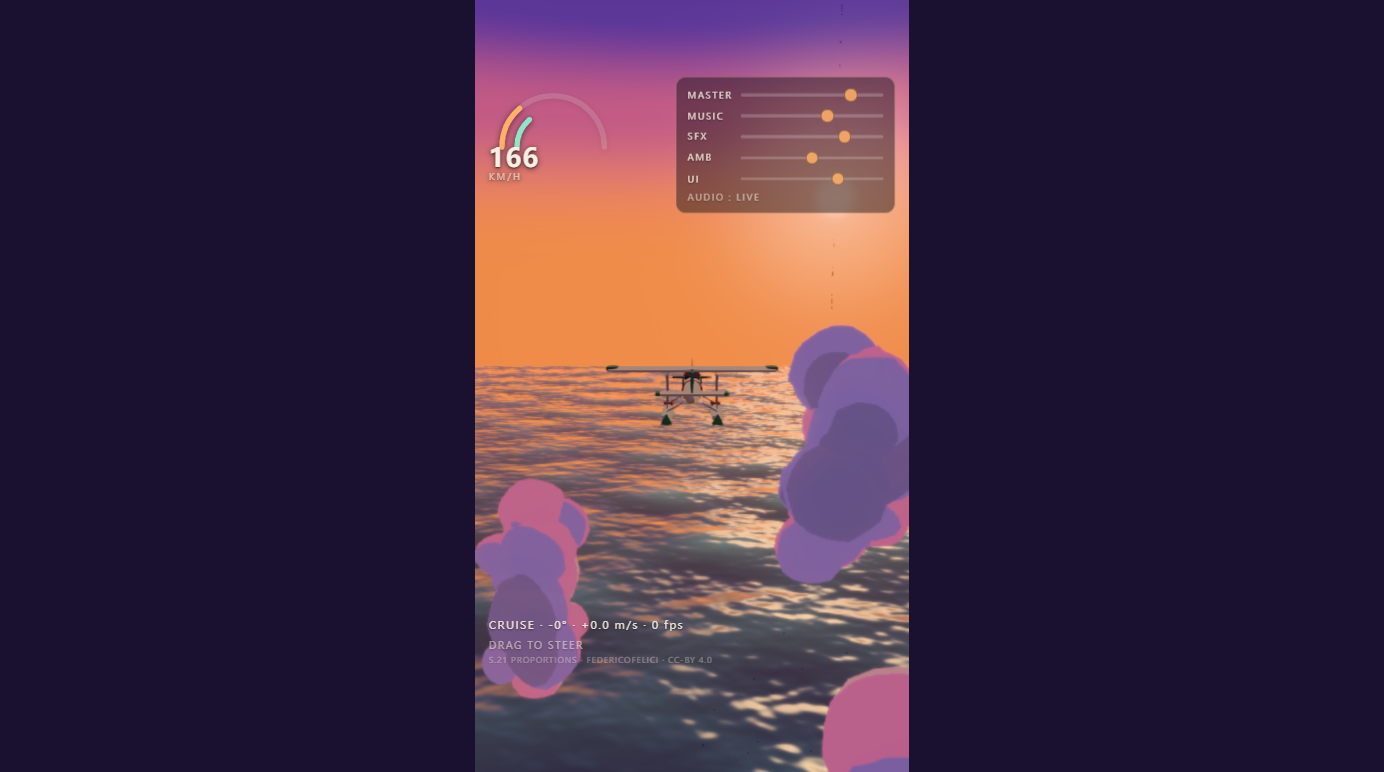 166
KM/H
MASTER
MUSIC
SFX
AMB
UI
AUDIO : LIVE
CRUISE · -0° · +0.0 m/s · 0 fps
DRAG TO STEER
S.21 PROPORTIONS · FEDERICOFELICI · CC-BY 4.0